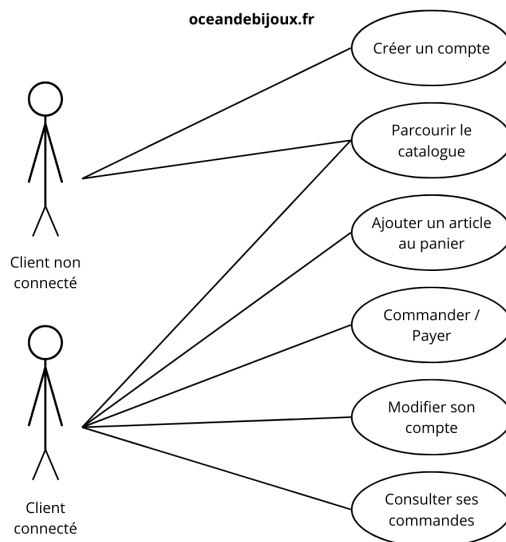 oceandebijoux.fr
Créer un compte
Parcourir le
catalogue
Ajouter un article
au panier
Client non
connecté
Commander /
Payer
Modifier son
compte
Consulter ses
commandes
Client
connecté